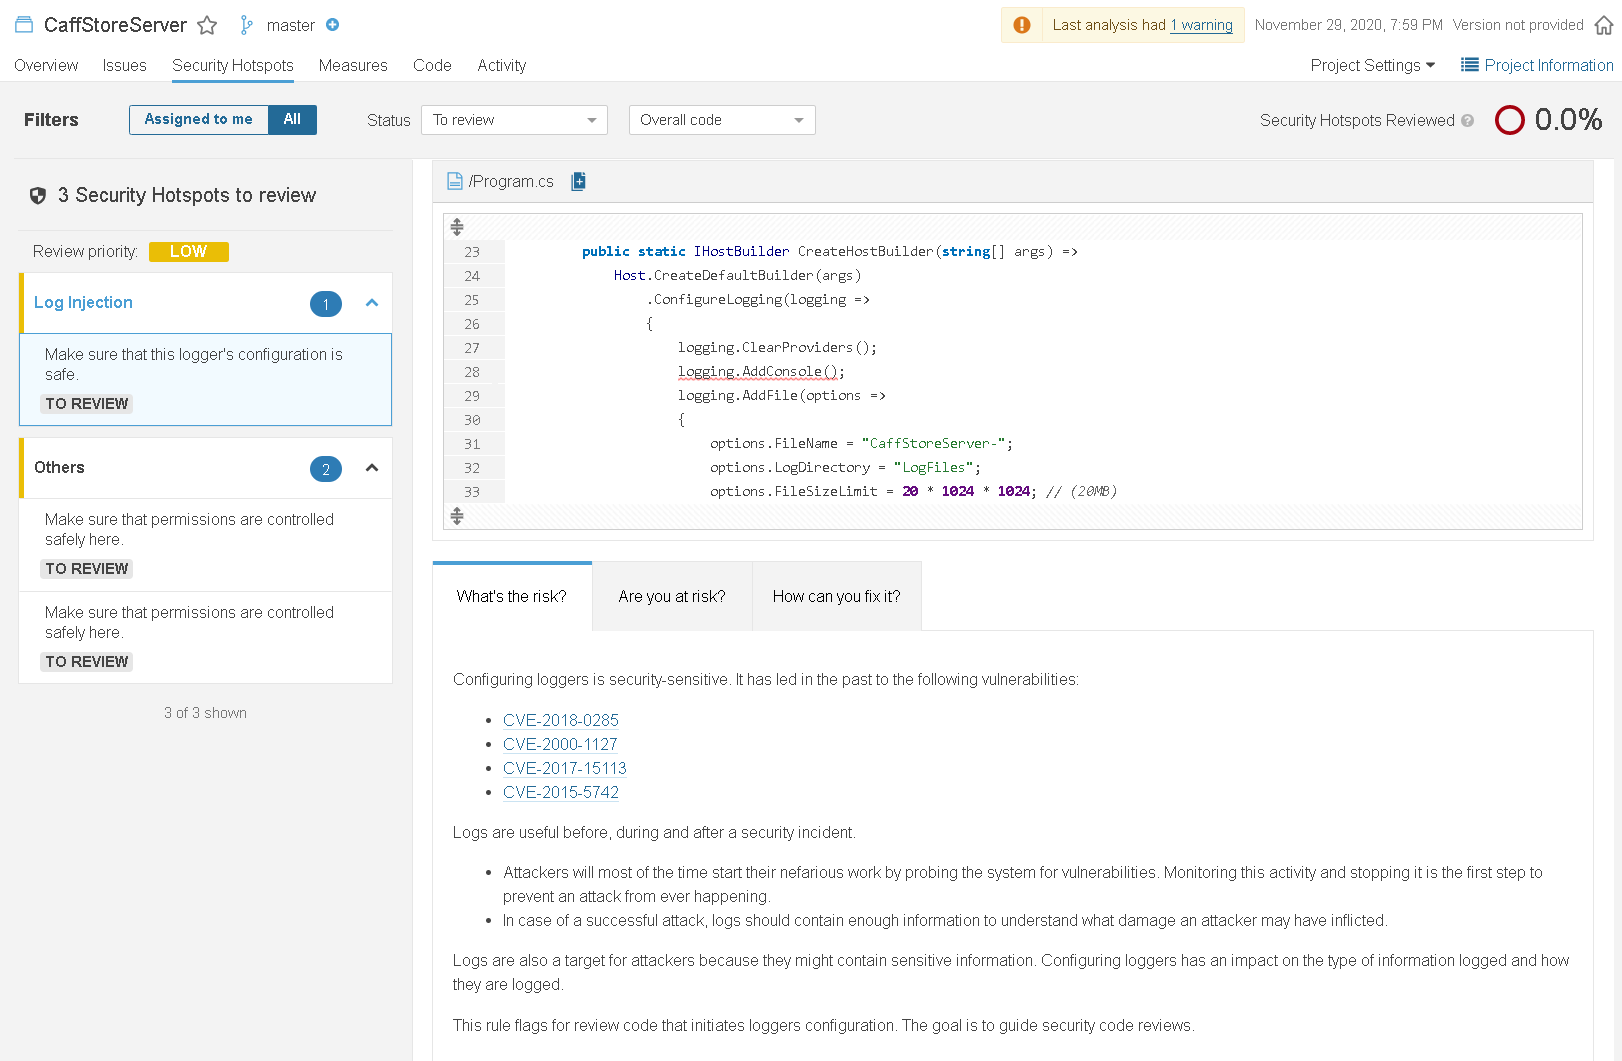 CaffStoreServer master
Last analysis had 1 warning November 29, 2020, 7:59 PM Version not provided
Overview Issues Security Hotspots Measures Code Activity
Project Settings Project Information
Filters Assigned to me All Status To review Overall code Security Hotspots Reviewed ? 0.0%
3 Security Hotspots to review
Review priority: LOW
Log Injection 1
Make sure that this logger's configuration is
safe.
TO REVIEW
Others 2
Make sure that permissions are controlled
safely here.
TO REVIEW
Make sure that permissions are controlled
safely here.
TO REVIEW
3 of 3 shown
/Program.cs
23 public static IHostBuilder CreateHostBuilder(string[] args) =>
24 Host.CreateDefaultBuilder(args)
25 .ConfigureLogging(logging =>
26 {
27 logging.ClearProviders();
28 logging.AddConsole();
29 logging.AddFile(options =>
30 {
31 options.FileName = "CaffStoreServer-";
32 options.LogDirectory = "LogFiles";
33 options.FileSizeLimit = 20 * 1024 * 1024; // (20MB)
What's the risk? Are you at risk? How can you fix it?
Configuring loggers is security-sensitive. It has led in the past to the following vulnerabilities:
• CVE-2018-0285
• CVE-2000-1127
• CVE-2017-15113
• CVE-2015-5742
Logs are useful before, during and after a security incident.
• Attackers will most of the time start their nefarious work by probing the system for vulnerabilities. Monitoring this activity and stopping it is the first step to
prevent an attack from ever happening.
• In case of a successful attack, logs should contain enough information to understand what damage an attacker may have inflicted.
Logs are also a target for attackers because they might contain sensitive information. Configuring loggers has an impact on the type of information logged and how
they are logged.
This rule flags for review code that initiates loggers configuration. The goal is to guide security code reviews.